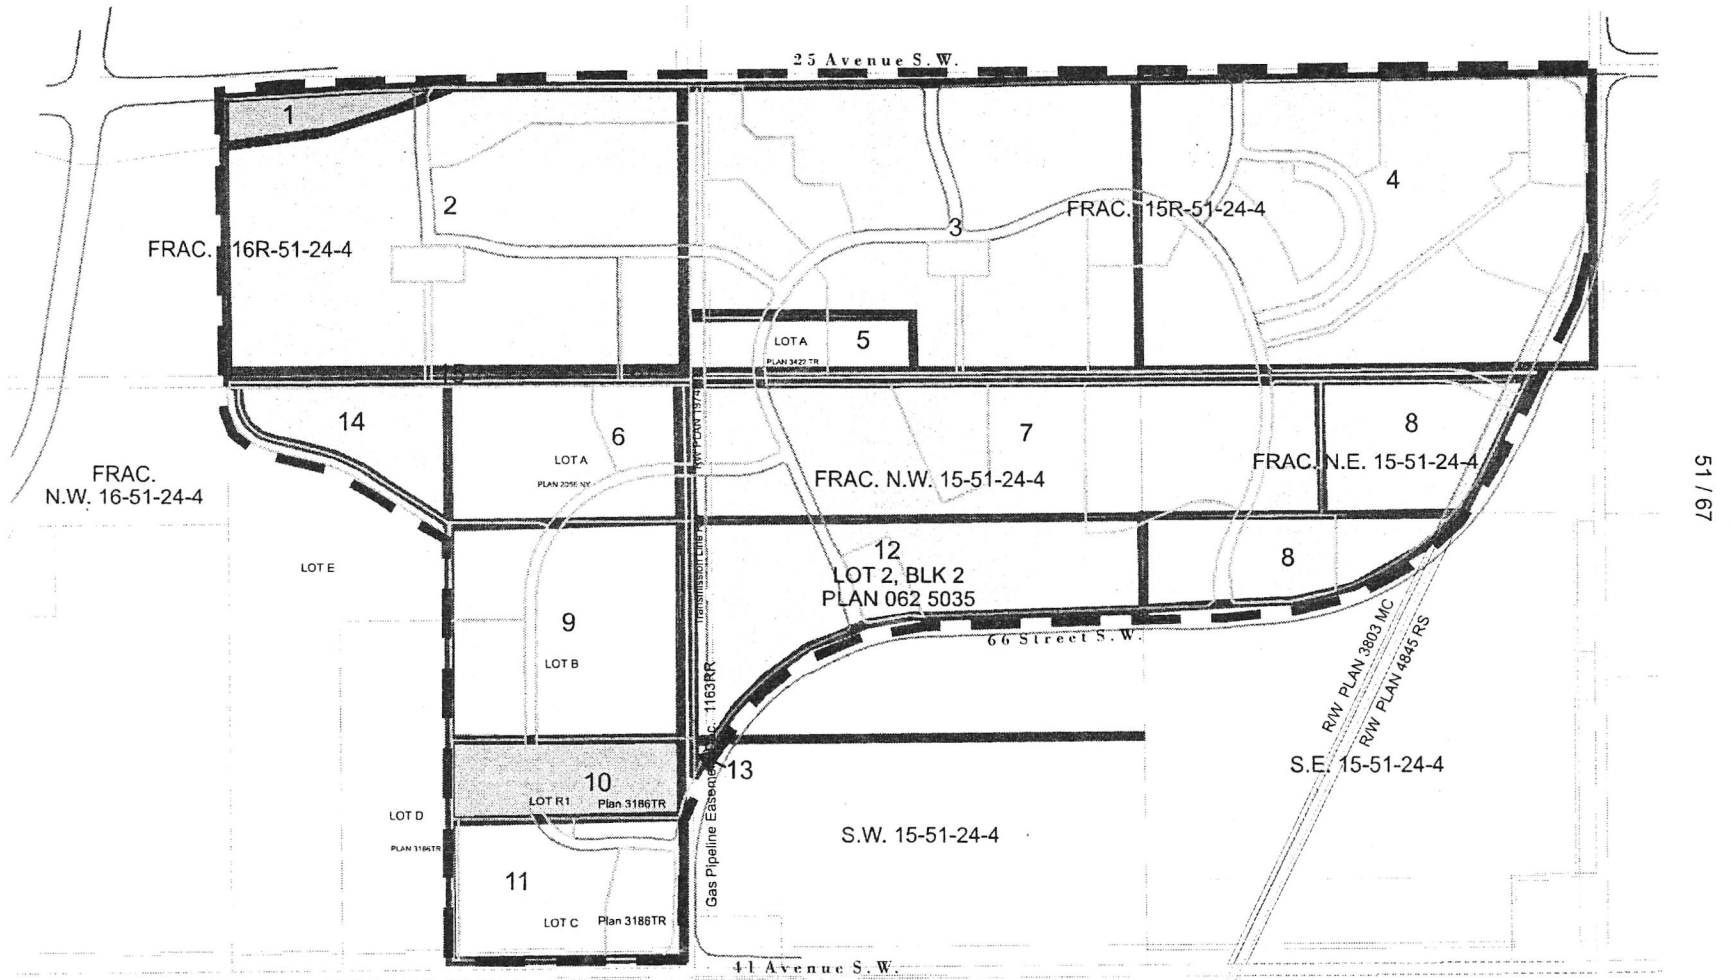 25 Avenue S.W.
1
2
3
4
FRAC. 16R-51-24-4
FRAC. 15R-51-24-4
LOT A
5
PLAN 3422 TR
15
14
6
7
8
LOT A
FRAC. N.W. 15-51-24-4
FRAC. N.E. 15-51-24-4
FRAC.
N.W. 16-51-24-4
R/W PLAN 1974
51 / 67
12
LOT 2, BLK 2
PLAN 062 5035
8
LOT E
Transmission Line
9
LOT B
66 Street S.W.
R/W PLAN 3803 MC
R/W PLAN 4845 RS
S.E. 15-51-24-4
13
10
LOT R1 Plan 3186TR
LOT D
PLAN 3186TR
S.W. 15-51-24-4
Gas Pipeline 1163RR
11
LOT C Plan 3186TR
41 Avenue S.W.